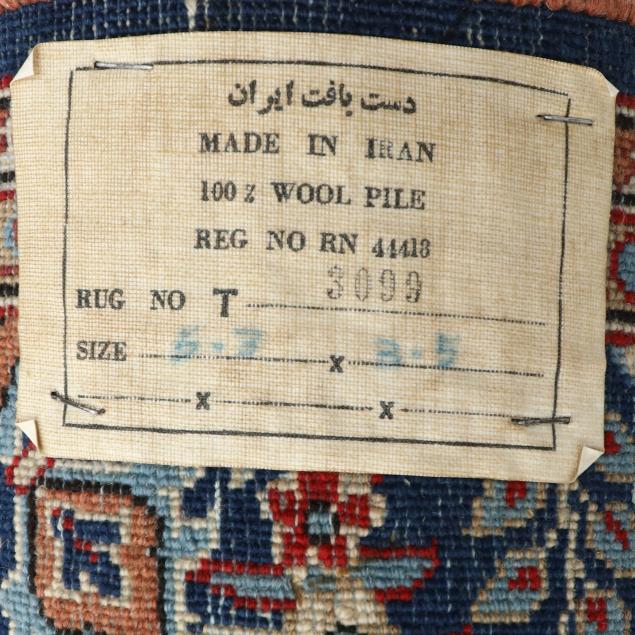 دست بافت ایران
MADE IN IRAN
100 % WOOL PILE
REG NO RN 44418
RUG NO T 3099
SIZE 5.7 x 3.5
x x